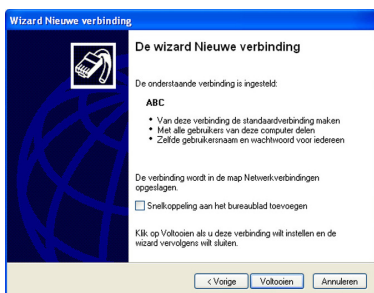 Wizard Nieuwe verbinding
De wizard Nieuwe verbinding
De onderstaande verbinding is ingesteld:
ABC
• Van deze verbinding de standaardverbinding maken
• Met alle gebruikers van deze computer delen
• Zelfde gebruikersnaam en wachtwoord voor iedereen
De verbinding wordt in de map Netwerkverbindingen
opgeslagen.
Snelkoppeling aan het bureaublad toevoegen
Klik op Voltooien als u deze verbinding wilt instellen en de
wizard vervolgens wilt sluiten.
< Vorige Voltooien Annuleren